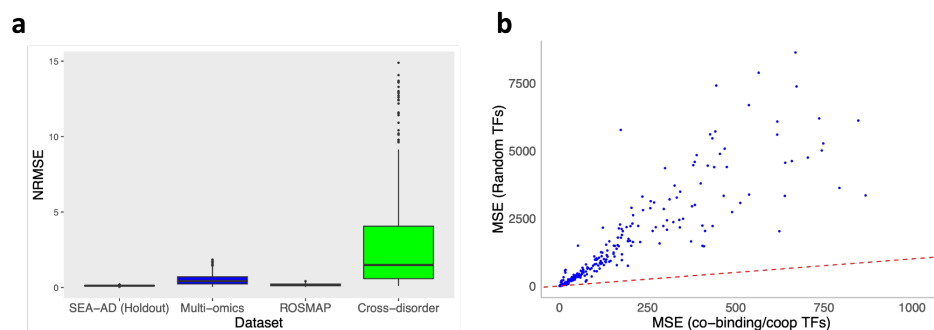 a
NRMSE
15
10
5
0
SEA-AD (Holdout)
Multi-omics
ROSMAP
Cross-disorder
Dataset
b
MSE (Random TFs)
7500
5000
2500
0
0
250
500
750
1000
MSE (co-binding/coop TFs)